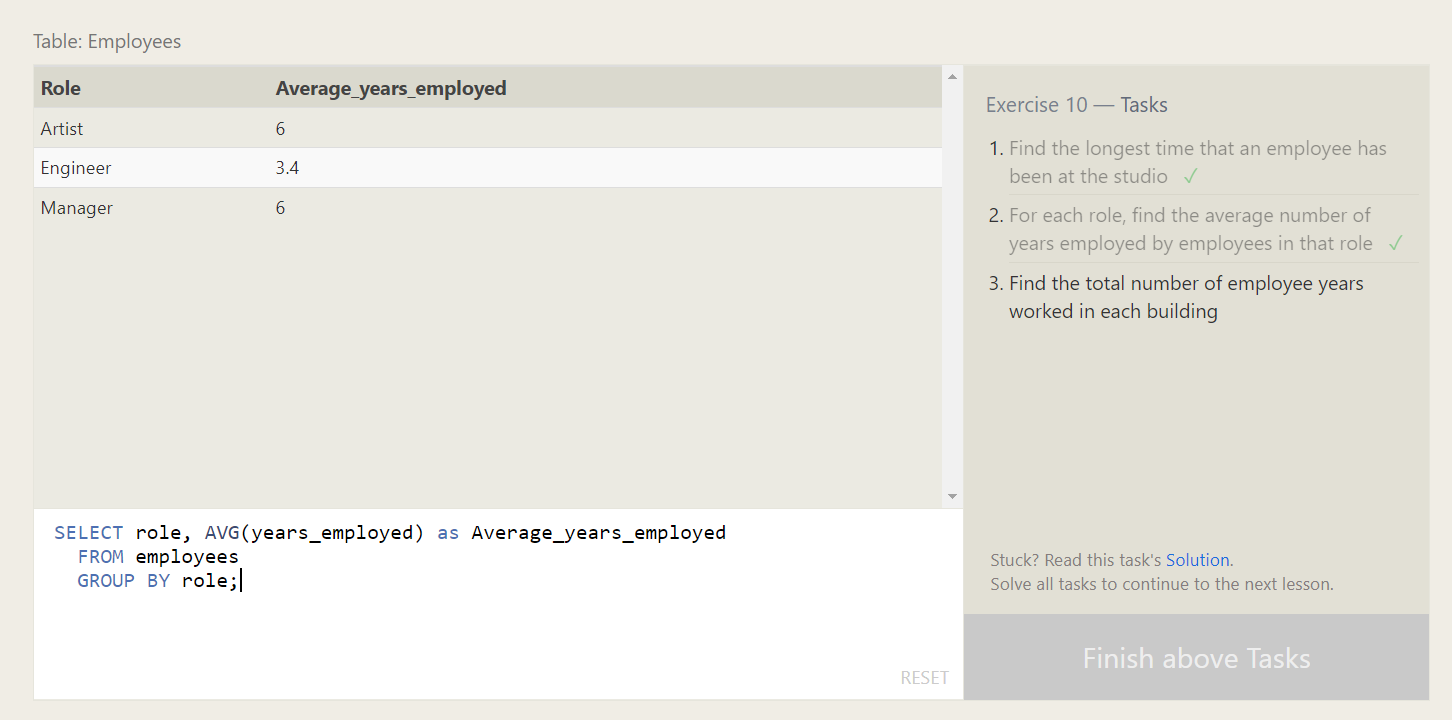 Table: Employees
Role Average_years_employed
Artist 6
Engineer 3.4
Manager 6
SELECT role, AVG(years_employed) as Average_years_employed
FROM employees
GROUP BY role;
RESET
Exercise 10 — Tasks
1. Find the longest time that an employee has
been at the studio ✓
2. For each role, find the average number of
years employed by employees in that role ✓
3. Find the total number of employee years
worked in each building
Stuck? Read this task's Solution.
Solve all tasks to continue to the next lesson.
Finish above Tasks